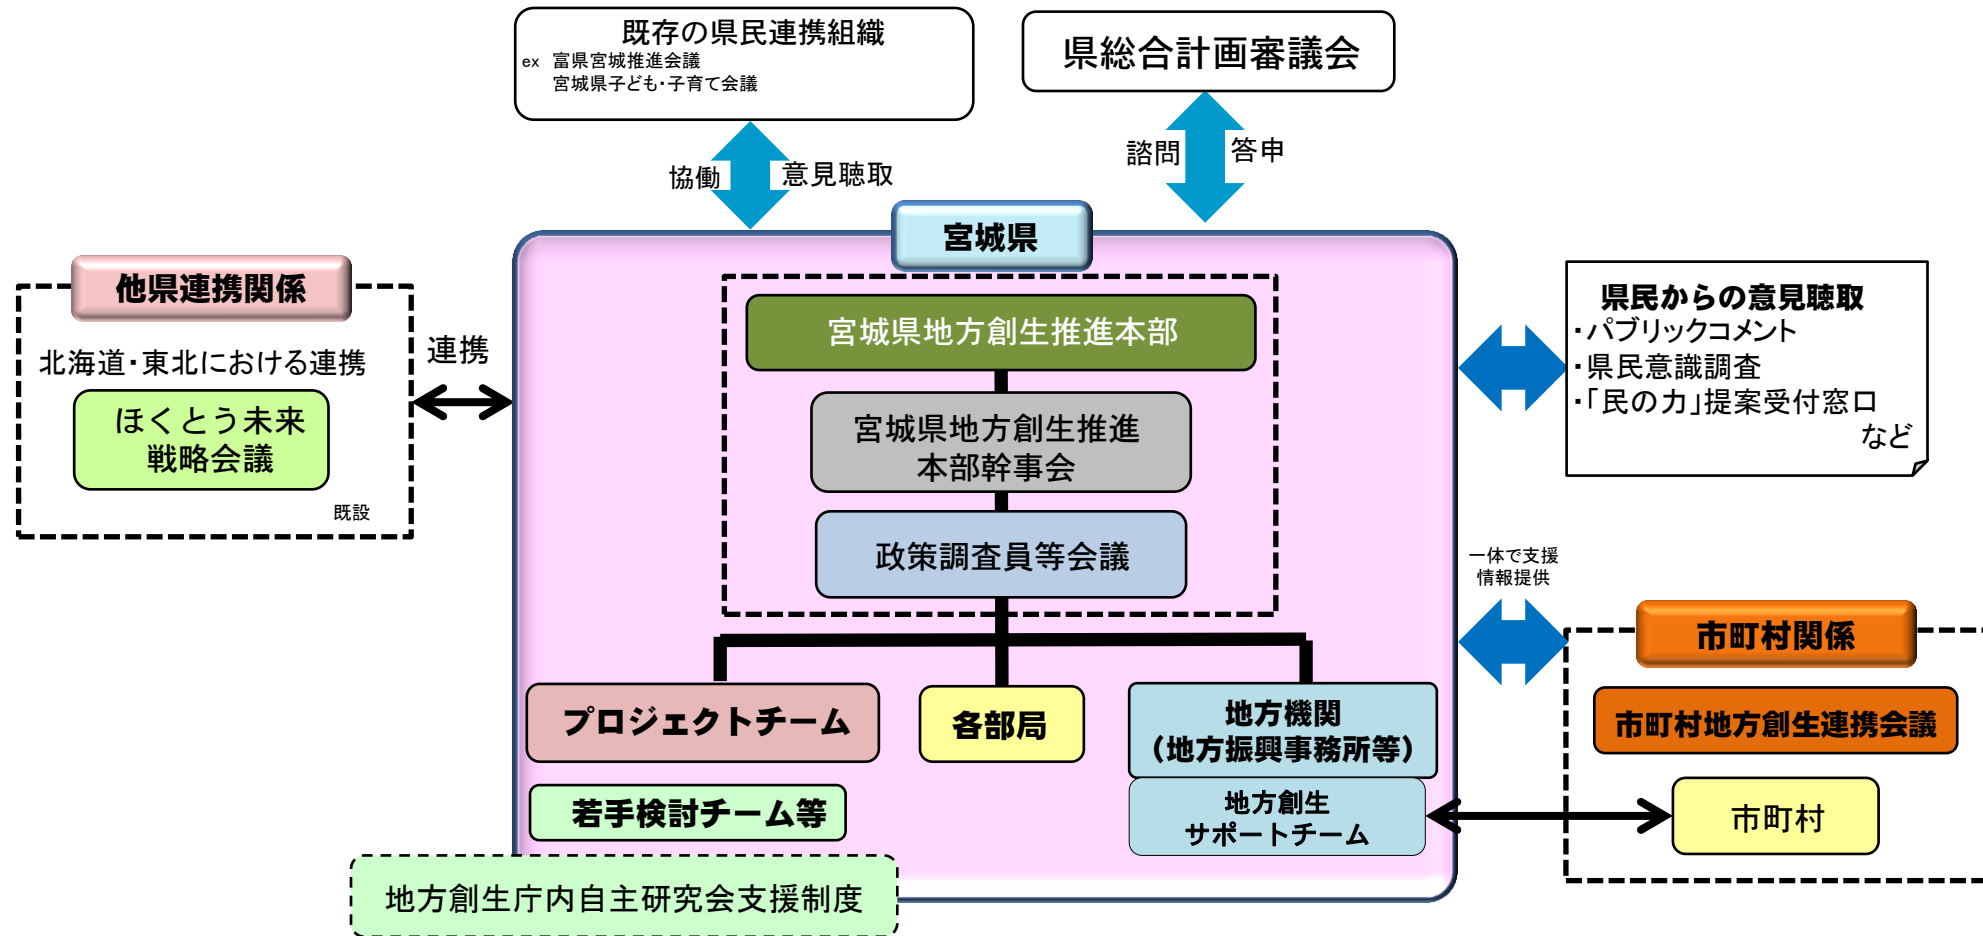 既存の県民連携組織
ex 富県宮城推進会議
宮城県子ども・子育て会議
県総合計画審議会
協働
意見聴取
諮問
答申
宮城県
他県連携関係
北海道・東北における連携
ほくとう未来
戦略会議
既設
連携
宮城県地方創生推進本部
宮城県地方創生推進
本部幹事会
政策調査員等会議
県民からの意見聴取
・パブリックコメント
・県民意識調査
・「民の力」提案受付窓口
など
一体で支援
情報提供
市町村関係
市町村地方創生連携会議
市町村
プロジェクトチーム
各部局
地方機関
（地方振興事務所等）
若手検討チーム等
地方創生
サポートチーム
地方創生庁内自主研究会支援制度